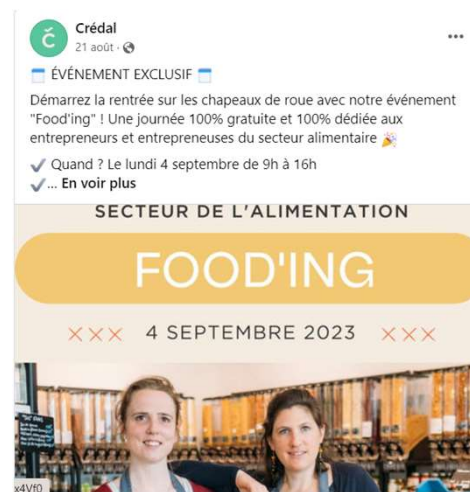 Crédal
21 août
ÉVÉNEMENT EXCLUSIF
Démarrez la rentrée sur les chapeaux de roue avec notre événement
"Food'ing" ! Une journée 100% gratuite et 100% dédiée aux
entrepreneurs et entrepreneuses du secteur alimentaire
Quand ? Le lundi 4 septembre de 9h à 16h
... En voir plus
SECTEUR DE L'ALIMENTATION
FOOD'ING
××× 4 SEPTEMBRE 2023 ×××
x4Vf0